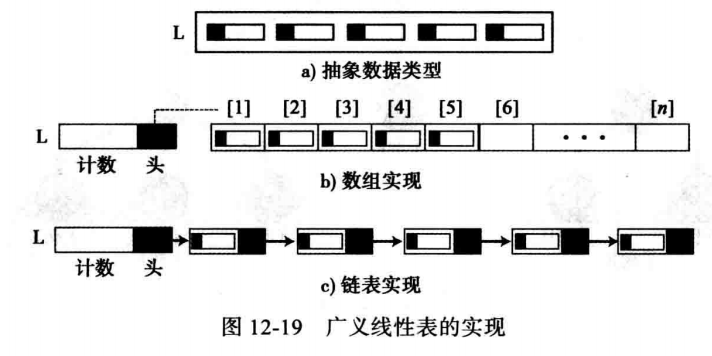 L
a) 抽象数据类型
[1] [2] [3] [4] [5] [6] [n]
L
...
计数 头
b) 数组实现
L
计数 头
c) 链表实现
图 12-19 广义线性表的实现